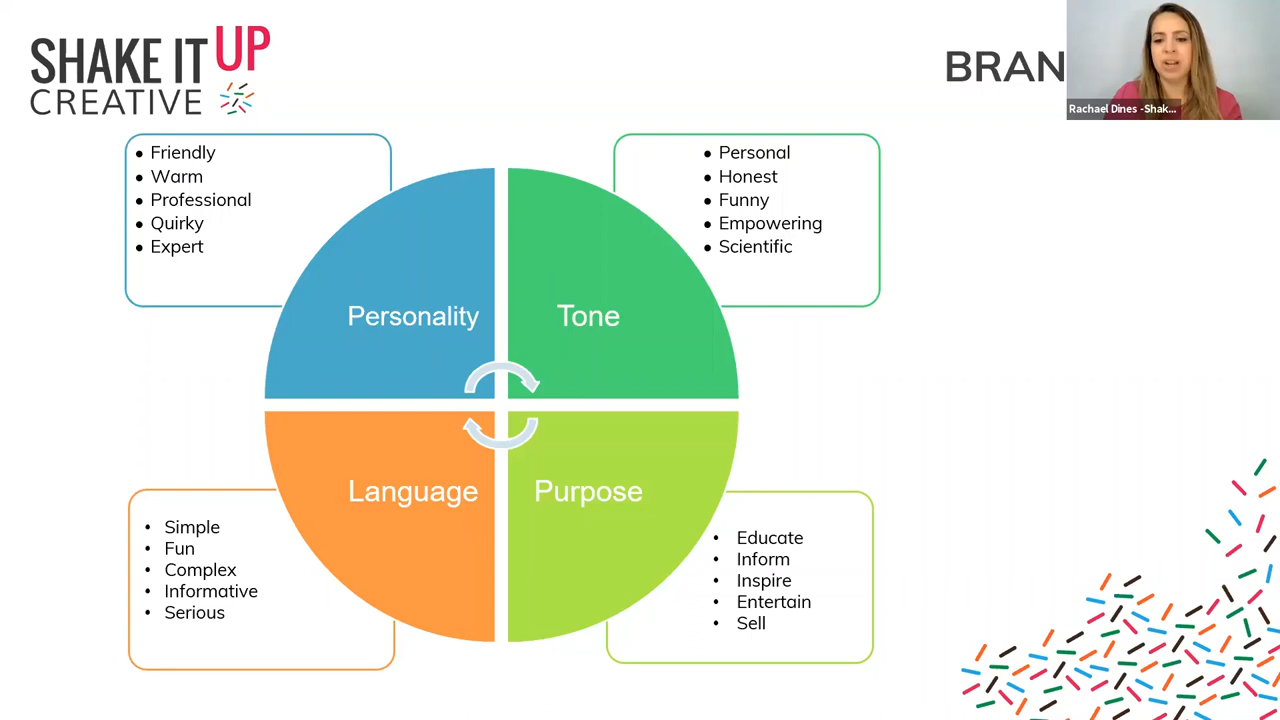 SHAKE IT UP
CREATIVE
BRAN
Rachael Dines -Shak...
• Friendly
• Warm
• Professional
• Quirky
• Expert
• Personal
• Honest
• Funny
• Empowering
• Scientific
Personality
Tone
Language
Purpose
• Simple
• Fun
• Complex
• Informative
• Serious
• Educate
• Inform
• Inspire
• Entertain
• Sell